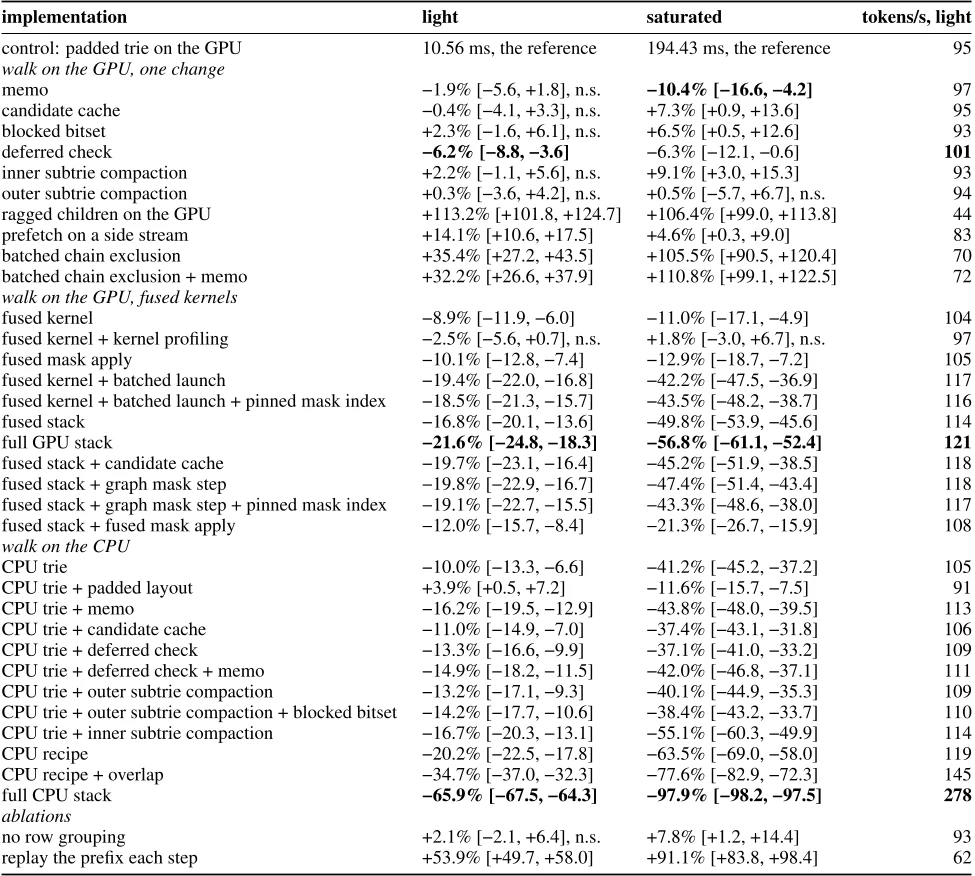 implementation light saturated tokens/s, light
control: padded trie on the GPU 10.56 ms, the reference 194.43 ms, the reference 95
walk on the GPU, one change
memo −1.9% [−5.6, +1.8], n.s. −10.4% [−16.6, −4.2] 97
candidate cache −0.4% [−4.1, +3.3], n.s. +7.3% [+0.9, +13.6] 95
blocked bitset +2.3% [−1.6, +6.1], n.s. +6.5% [+0.5, +12.6] 93
deferred check −6.2% [−8.8, −3.6] −6.3% [−12.1, −0.6] 101
inner subtrie compaction +2.2% [−1.1, +5.6], n.s. +9.1% [+3.0, +15.3] 93
outer subtrie compaction +0.3% [−3.6, +4.2], n.s. +0.5% [−5.7, +6.7], n.s. 94
ragged children on the GPU +113.2% [+101.8, +124.7] +106.4% [+99.0, +113.8] 44
prefetch on a side stream +14.1% [+10.6, +17.5] +4.6% [+0.3, +9.0] 83
batched chain exclusion +35.4% [+27.2, +43.5] +105.5% [+90.5, +120.4] 70
batched chain exclusion + memo +32.2% [+26.6, +37.9] +110.8% [+99.1, +122.5] 72
walk on the GPU, fused kernels
fused kernel −8.9% [−11.9, −6.0] −11.0% [−17.1, −4.9] 104
fused kernel + kernel profiling −2.5% [−5.6, +0.7], n.s. +1.8% [−3.0, +6.7], n.s. 97
fused mask apply −10.1% [−12.8, −7.4] −12.9% [−18.7, −7.2] 105
fused kernel + batched launch −19.4% [−22.0, −16.8] −42.2% [−47.5, −36.9] 117
fused kernel + batched launch + pinned mask index −18.5% [−21.3, −15.7] −43.5% [−48.2, −38.7] 116
fused stack −16.8% [−20.1, −13.6] −49.8% [−53.9, −45.6] 114
full GPU stack −21.6% [−24.8, −18.3] −56.8% [−61.1, −52.4] 121
fused stack + candidate cache −19.7% [−23.1, −16.4] −45.2% [−51.9, −38.5] 118
fused stack + graph mask step −19.8% [−22.9, −16.7] −47.4% [−51.4, −43.4] 118
fused stack + graph mask step + pinned mask index −19.1% [−22.7, −15.5] −43.3% [−48.6, −38.0] 117
fused stack + fused mask apply −12.0% [−15.7, −8.4] −21.3% [−26.7, −15.9] 108
walk on the CPU
CPU trie −10.0% [−13.3, −6.6] −41.2% [−45.2, −37.2] 105
CPU trie + padded layout +3.9% [+0.5, +7.2] −11.6% [−15.7, −7.5] 91
CPU trie + memo −16.2% [−19.5, −12.9] −43.8% [−48.0, −39.5] 113
CPU trie + candidate cache −11.0% [−14.9, −7.0] −37.4% [−43.1, −31.8] 106
CPU trie + deferred check −13.3% [−16.6, −9.9] −37.1% [−41.0, −33.2] 109
CPU trie + deferred check + memo −14.9% [−18.2, −11.5] −42.0% [−46.8, −37.1] 111
CPU trie + outer subtrie compaction −13.2% [−17.1, −9.3] −40.1% [−44.9, −35.3] 109
CPU trie + outer subtrie compaction + blocked bitset −14.2% [−17.7, −10.6] −38.4% [−43.2, −33.7] 110
CPU trie + inner subtrie compaction −16.7% [−20.3, −13.1] −55.1% [−60.3, −49.9] 114
CPU recipe −20.2% [−22.5, −17.8] −63.5% [−69.0, −58.0] 119
CPU recipe + overlap −34.7% [−37.0, −32.3] −77.6% [−82.9, −72.3] 145
full CPU stack −65.9% [−67.5, −64.3] −97.9% [−98.2, −97.5] 278
ablations
no row grouping +2.1% [−2.1, +6.4], n.s. +7.8% [+1.2, +14.4] 93
replay the prefix each step +53.9% [+49.7, +58.0] +91.1% [+83.8, +98.4] 62